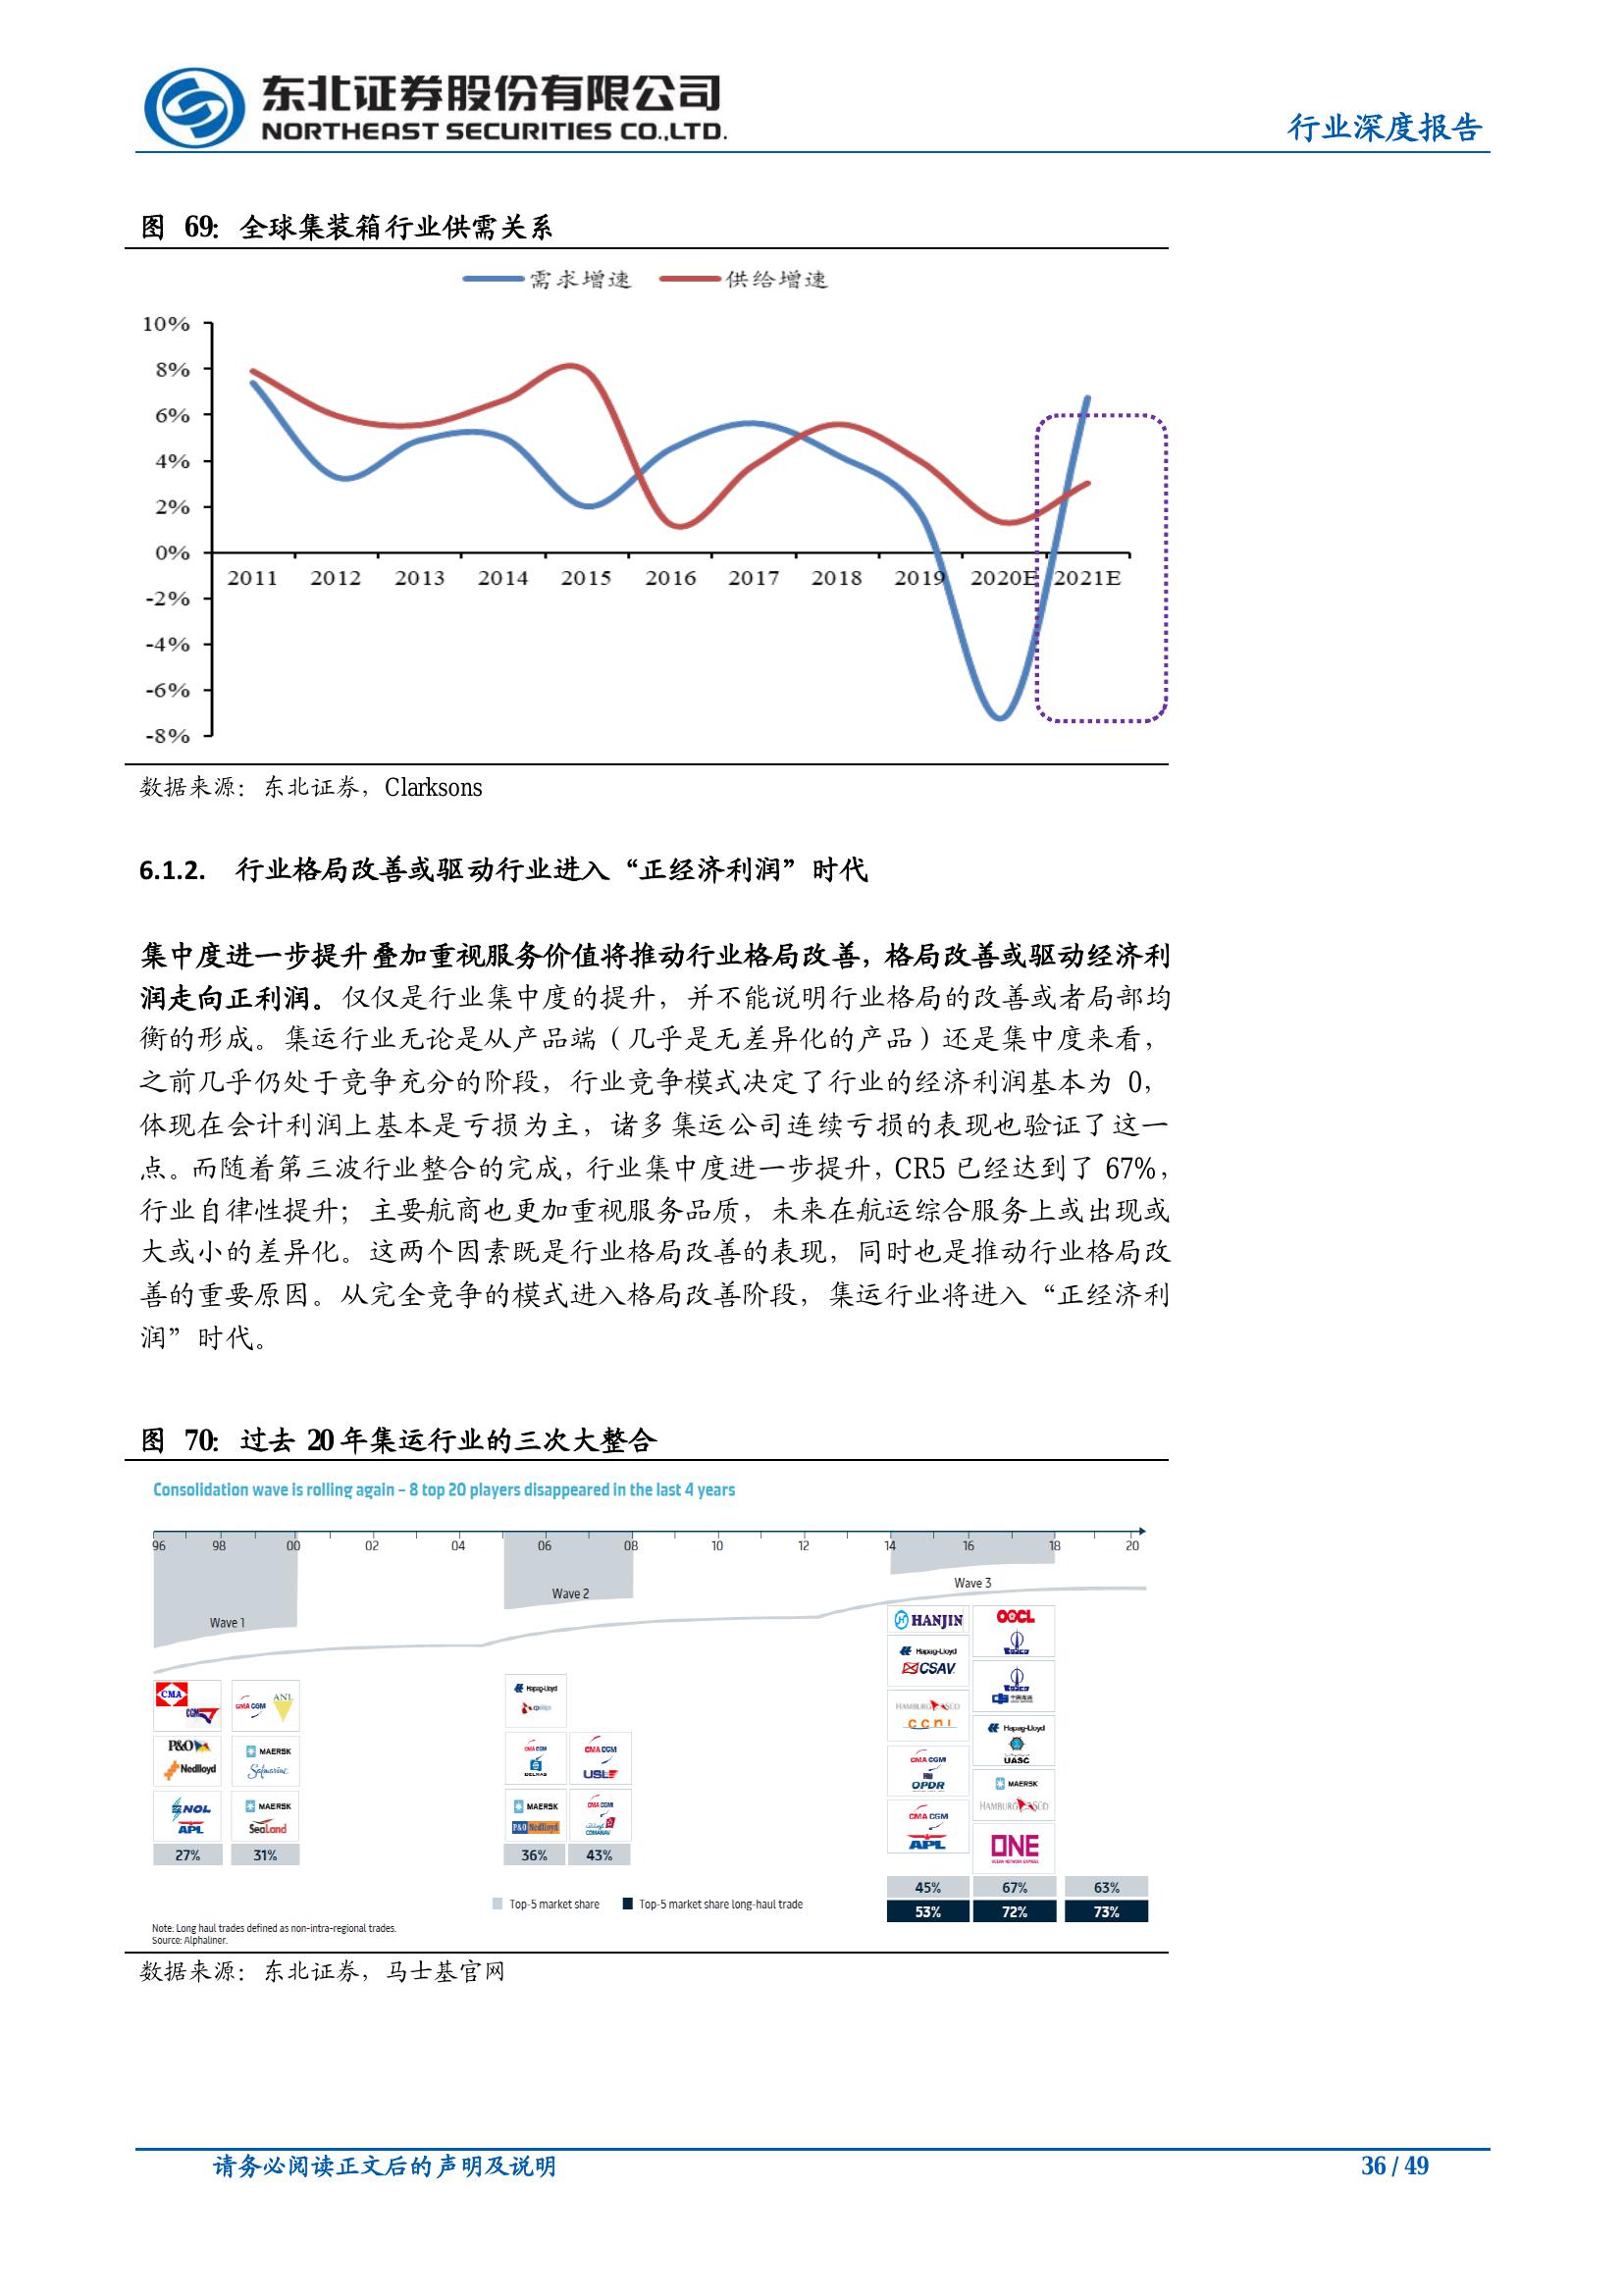 东北证券股份有限公司
NORTHEAST SECURITIES CO.,LTD.
行业深度报告
图 69：全球集装箱行业供需关系
需求增速 供给增速
10%
8%
6%
4%
2%
0%
-2%
-4%
-6%
-8%
2011 2012 2013 2014 2015 2016 2017 2018 2019 2020E 2021E
数据来源：东北证券，Clarksons
6.1.2. 行业格局改善或驱动行业进入“正经济利润”时代
集中度进一步提升叠加重视服务价值将推动行业格局改善，格局改善或驱动经济利
润走向正利润。仅仅是行业集中度的提升，并不能说明行业格局的改善或者局部均
衡的形成。集运行业无论是从产品端（几乎是无差异化的产品）还是集中度来看，
之前几乎仍处于竞争充分的阶段，行业竞争模式决定了行业的经济利润基本为 0，
体现在会计利润上基本是亏损为主，诸多集运公司连续亏损的表现也验证了这一
点。而随着第三波行业整合的完成，行业集中度进一步提升，CR5 已经达到了 67%，
行业自律性提升；主要航商也更加重视服务品质，未来在航运综合服务上或出现或
大或小的差异化。这两个因素既是行业格局改善的表现，同时也是推动行业格局改
善的重要原因。从完全竞争的模式进入格局改善阶段，集运行业将进入“正经济利
润”时代。
图 70：过去 20 年集运行业的三次大整合
Consolidation wave is rolling again – 8 top 20 players disappeared in the last 4 years
96 98 00 02 04 06 08 10 12 14 16 18 20
Wave 1
Wave 2
Wave 3
CMA
CGM
P&O
Nedlloyd
NOL
APL
27%
CMA CGM
ANL
MAERSK
Safmarine
MAERSK
SeaLand
31%
Hapag-Lloyd
CMA CGM
DELMAS
MAERSK
P&O Nedlloyd
36%
CMA CGM
USL
CMA CGM
COMANAV
43%
HANJIN
Hapag-Lloyd
CSAV
HAMBURG SÜD
ccni
CMA CGM
OPDR
CMA CGM
APL
45%
53%
OOCL
COSCO
COSCO
中国海运
Hapag-Lloyd
UASC
MAERSK
HAMBURG SÜD
ONE
OCEAN NETWORK EXPRESS
67%
72%
63%
73%
Top-5 market share Top-5 market share long-haul trade
Note: Long haul trades defined as non-intra-regional trades.
Source: Alphaliner.
数据来源：东北证券，马士基官网
请务必阅读正文后的声明及说明
36 / 49